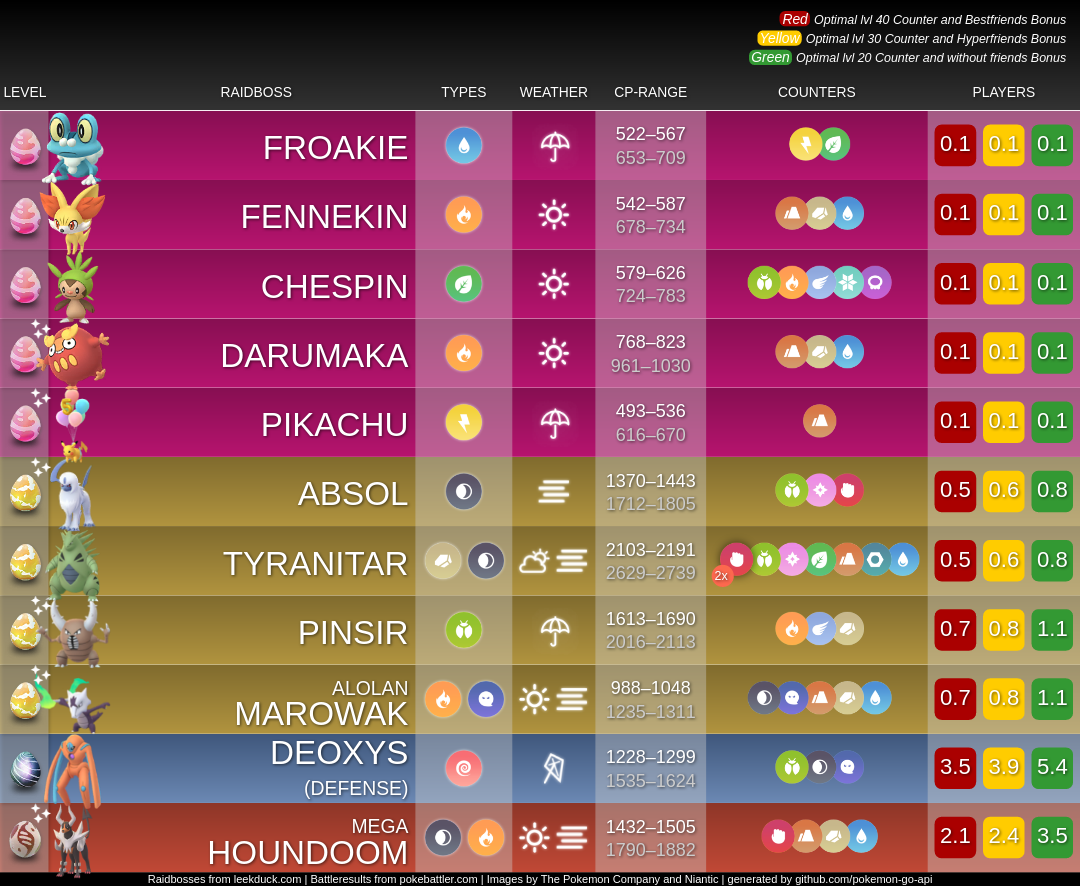 Red Optimal lvl 40 Counter and Bestfriends Bonus
Yellow Optimal lvl 30 Counter and Hyperfriends Bonus
Green Optimal lvl 20 Counter and without friends Bonus
LEVEL RAIDBOSS TYPES WEATHER CP-RANGE COUNTERS PLAYERS
FROAKIE 522–567 0.1 0.1 0.1
653–709
FENNEKIN 542–587 0.1 0.1 0.1
678–734
CHESPIN 579–626 0.1 0.1 0.1
724–783
DARUMAKA 768–823 0.1 0.1 0.1
961–1030
PIKACHU 493–536 0.1 0.1 0.1
616–670
ABSOL 1370–1443 0.5 0.6 0.8
1712–1805
TYRANITAR 2103–2191 0.5 0.6 0.8
2629–2739 2x
PINSIR 1613–1690 0.7 0.8 1.1
2016–2113
ALOLAN 988–1048
MAROWAK 1235–1311 0.7 0.8 1.1
DEOXYS 1228–1299 3.5 3.9 5.4
(DEFENSE) 1535–1624
MEGA 1432–1505
HOUNDOOM 1790–1882 2.1 2.4 3.5
Raidbosses from leekduck.com | Battleresults from pokebattler.com | Images by The Pokemon Company and Niantic | generated by github.com/pokemon-go-api